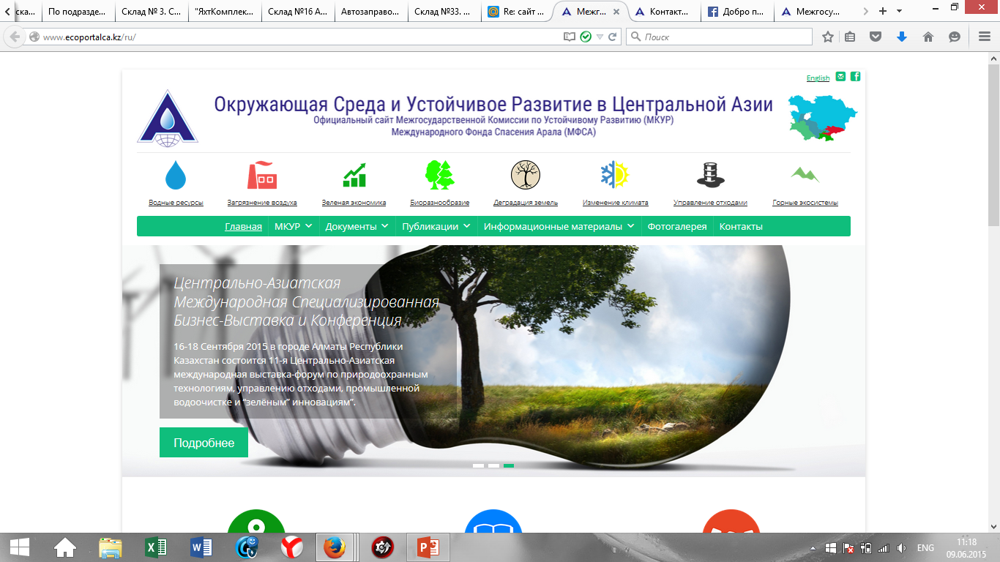 ска...
По подразде...
Склад № 3. С...
"ЯхтКомплек...
Склад №16 А...
Автозаправо...
Склад №33. ...
Re: сайт ...
Межг...
Контакт...
Добро п...
Межгосу...
www.ecoportalca.kz/ru/
Поиск
English
Окружающая Среда и Устойчивое Развитие в Центральной Азии
Официальный сайт Межгосударственной Комиссии по Устойчивому Развитию (МКУР)
Международного Фонда Спасения Арала (МФСА)
Водные ресурсы
Загрязнение воздуха
Зеленая экономика
Биоразнообразие
Деградация земель
Изменение климата
Управление отходами
Горные экосистемы
Главная
МКУР
Документы
Публикации
Информационные материалы
Фотогалерея
Контакты
Центрально-Азиатская
Международная Специализированная
Бизнес-Выставка и Конференция
16-18 Сентября 2015 в городе Алматы Республики
Казахстан состоится 11-я Центрально-Азиатская
международная выставка-форум по природоохранным
технологиям, управлению отходами, промышленной
водоочистке и “зелёным” инновациям”.
Подробнее
ENG
11:18
09.06.2015